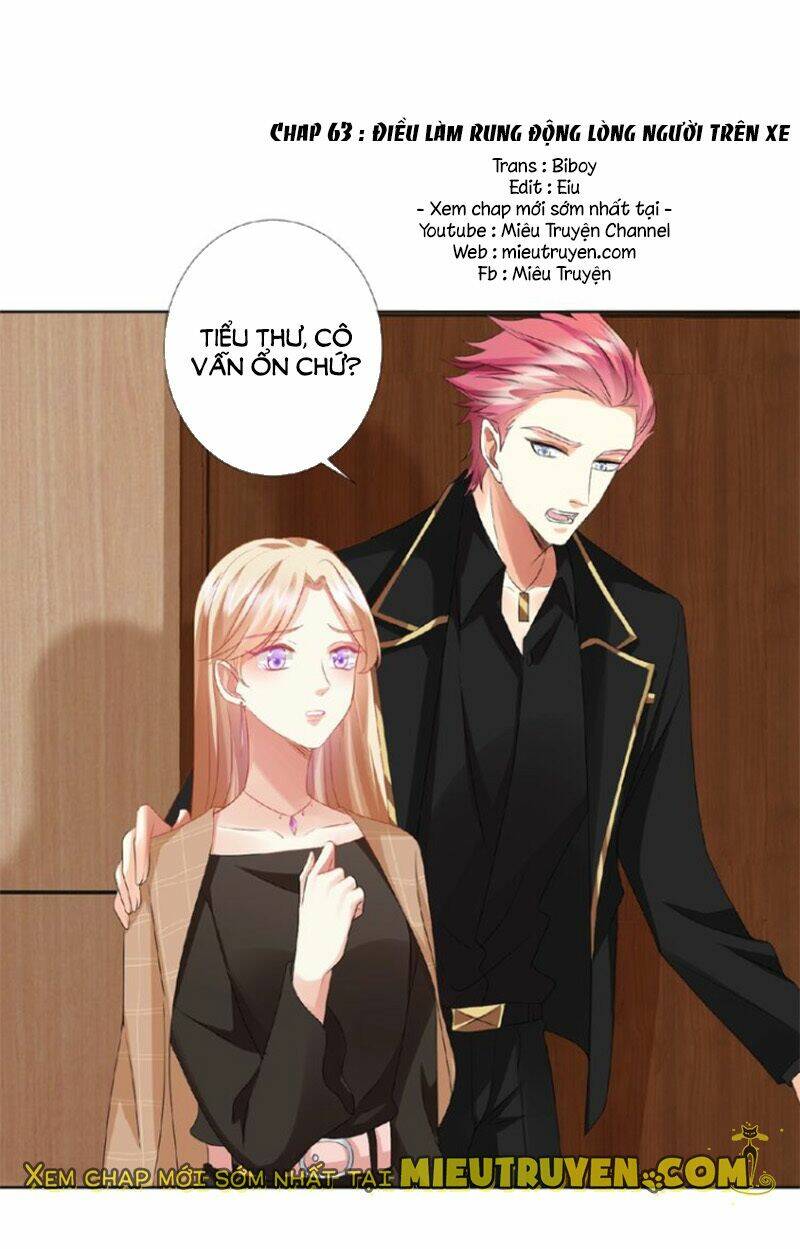 Chap 63 : Điều làm rung động lòng người trên xe
Trans : Biboy
Edit : Eiu
- Xem chap mới sớm nhất tại -
Youtube : Miêu Truyện Channel
Web : mieutruyen.com
Fb : Miêu Truyện
TIỂU THƯ, CÔ
VẪN ỔN CHỨ?
Xem chap mới sớm nhất tại MIEUTRUYEN.COM